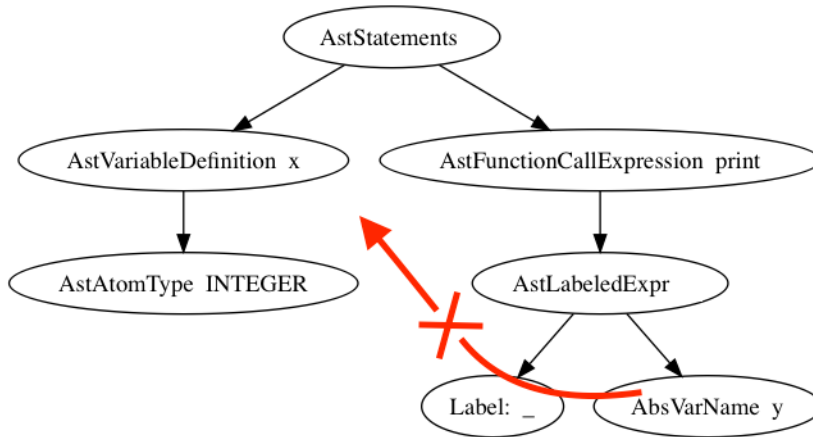 AstStatements
AstVariableDefinition x
AstFunctionCallExpression print
AstAtomType INTEGER
AstLabeledExpr
Label: _
AbsVarName y